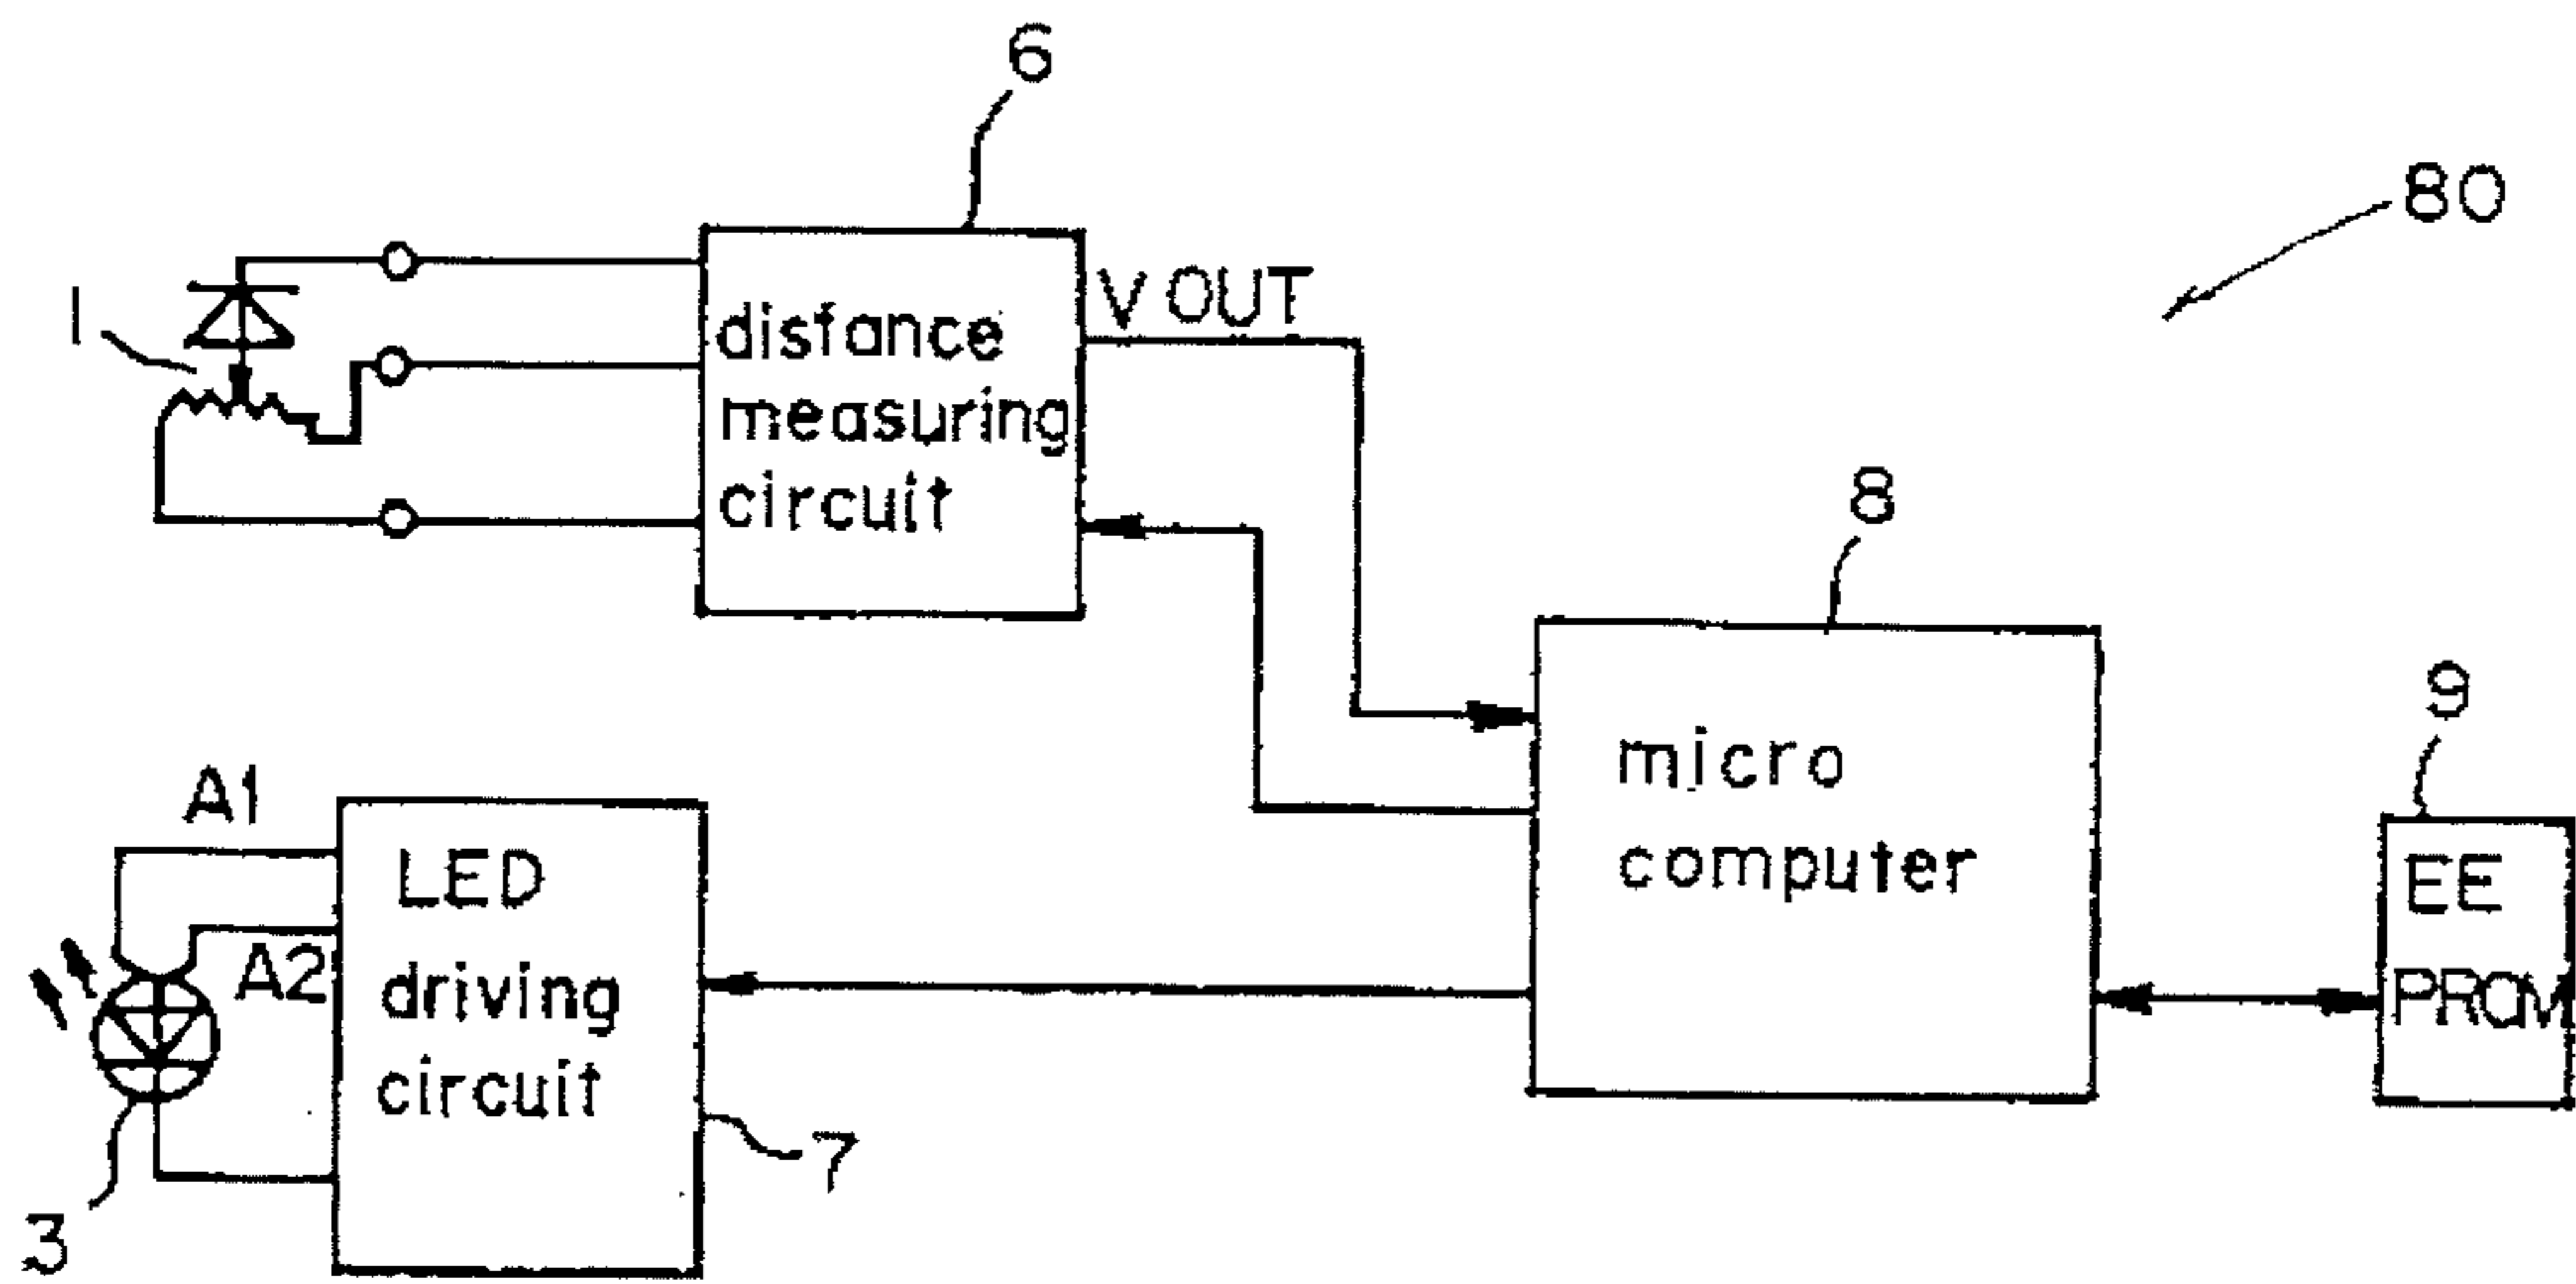 6
80
1
V OUT
distance
measuring
circuit
8
9
micro
computer
EE
PROM
A1
A2
LED
driving
circuit
7
3